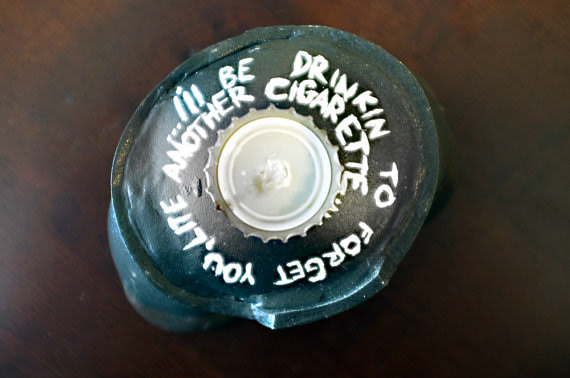 ...i'll BE DRINKIN TO FORGET YOU, LITE
ANOTHER CIGARETTE...